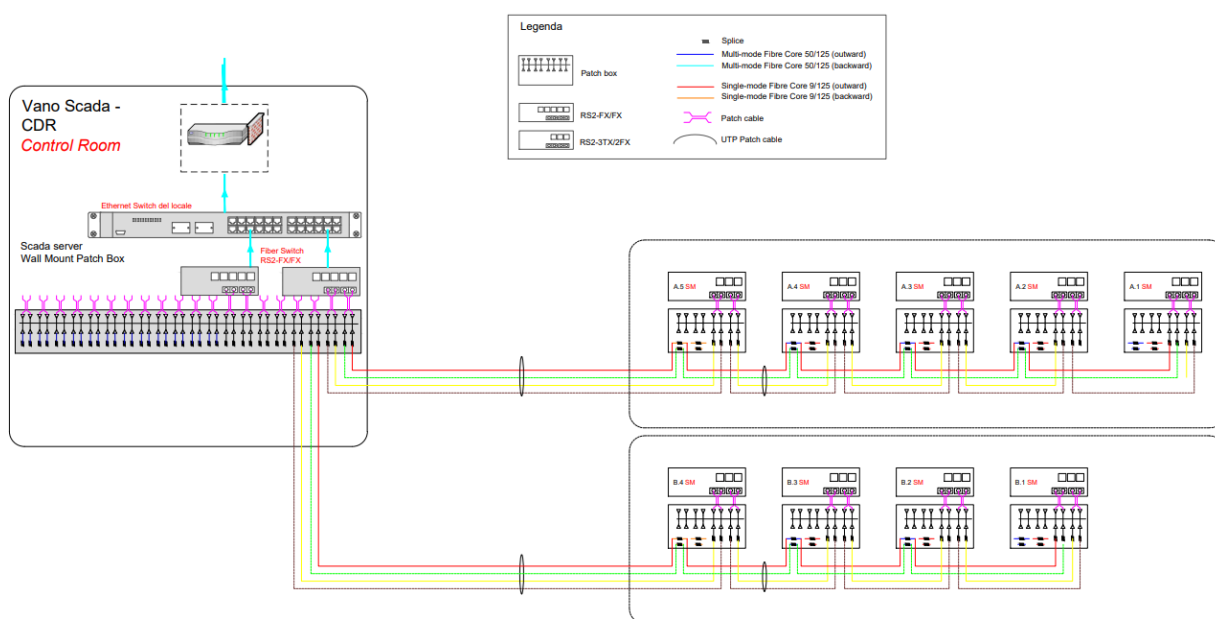 Legenda
Splice
Multi-mode Fibre Core 50/125 (outward)
Multi-mode Fibre Core 50/125 (backward)
Patch box
Single-mode Fibre Core 9/125 (outward)
Single-mode Fibre Core 9/125 (backward)
RS2-FX/FX
Patch cable
RS2-3TX/2FX
UTP Patch cable
Vano Scada -
CDR
Control Room
Ethernet Switch del locale
Scada server
Wall Mount Patch Box
Fiber Switch
RS2-FX/FX
A.5 SM
A.4 SM
A.3 SM
A.2 SM
A.1 SM
B.4 SM
B.3 SM
B.2 SM
B.1 SM